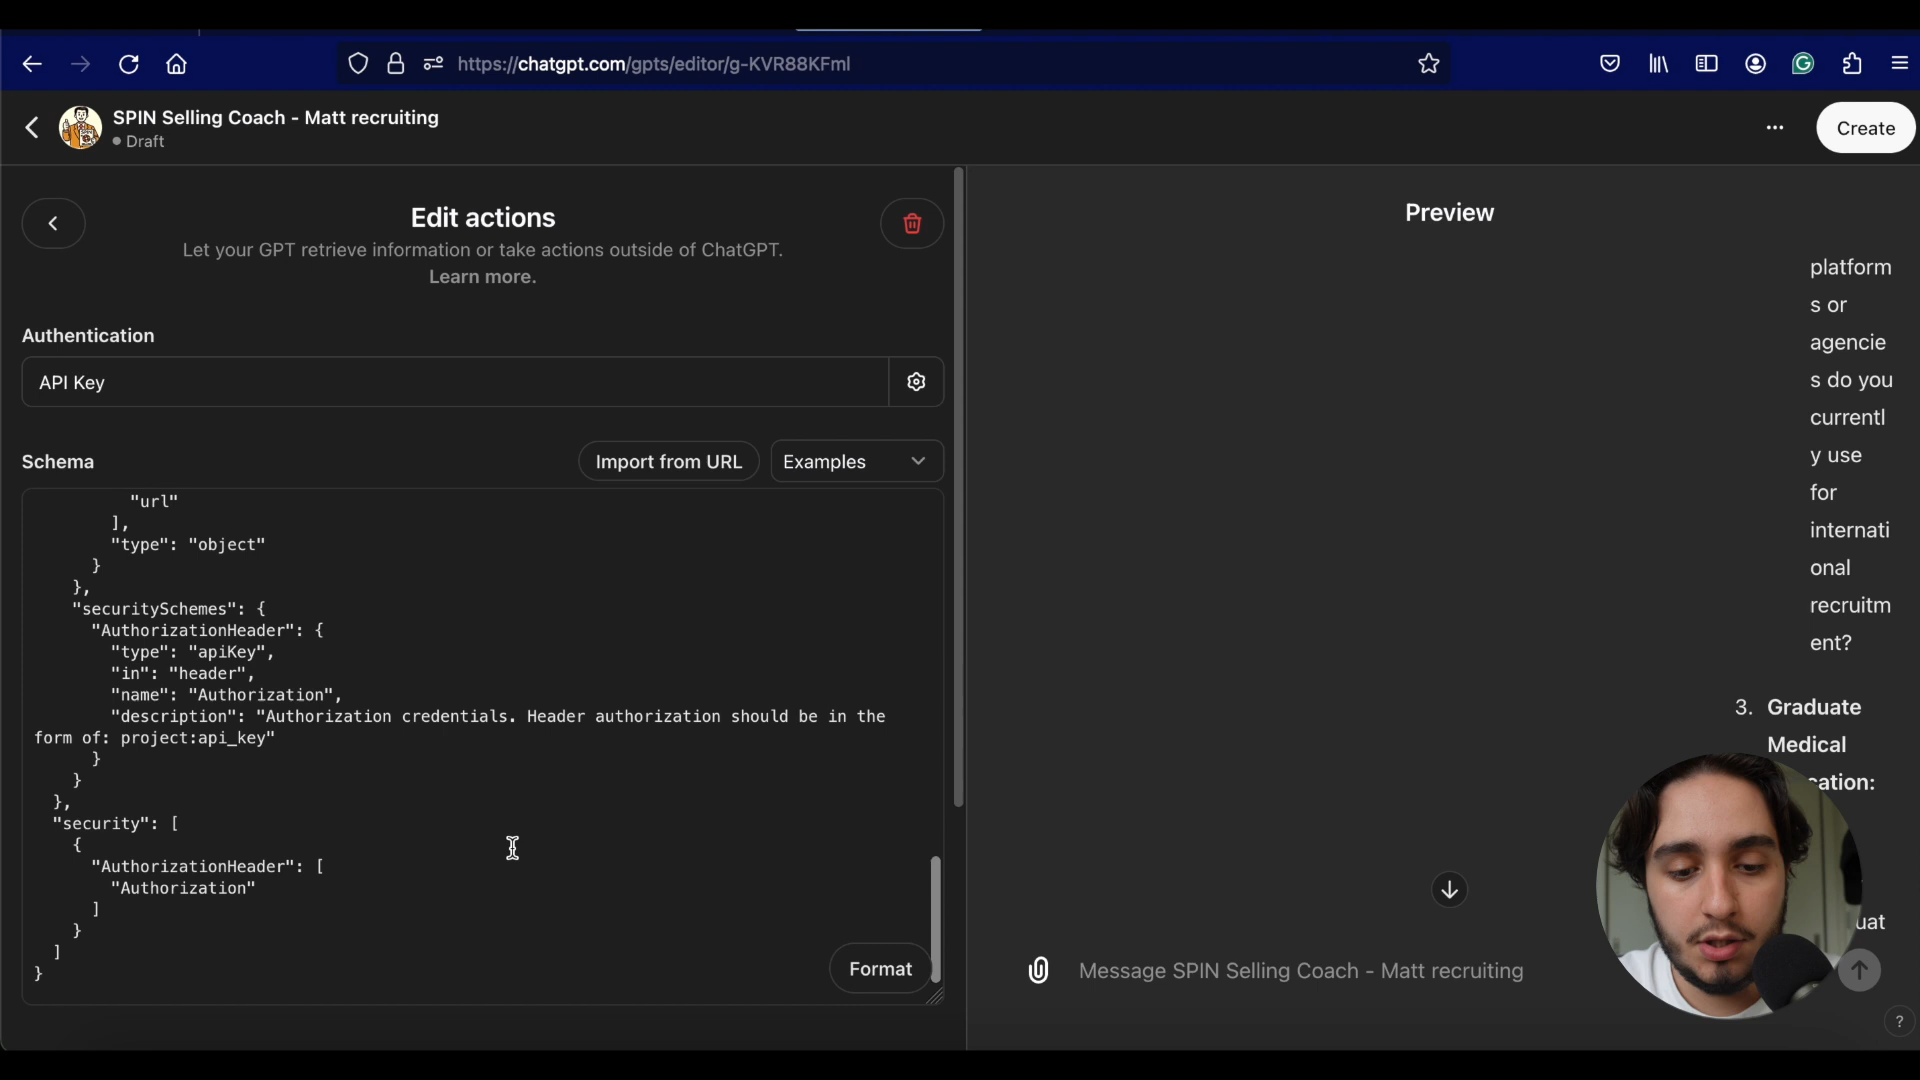 https://chatgpt.com/gpts/editor/g-KVR88KFml
SPIN Selling Coach - Matt recruiting
Draft
Create
Edit actions
Let your GPT retrieve information or take actions outside of ChatGPT.
Learn more.
Authentication
API Key
Schema
Import from URL
Examples
"url"
],
"type": "object"
}
},
"securitySchemes": {
"AuthorizationHeader": {
"type": "apiKey",
"in": "header",
"name": "Authorization",
"description": "Authorization credentials. Header authorization should be in the
form of: project:api_key"
}
}
},
"security": [
{
"AuthorizationHeader": [
"Authorization"
]
}
]
}
Format
Preview
platform
s or
agencie
s do you
currentl
y use
for
internati
onal
recruitm
ent?
3. Graduate
Medical
cation:
uat
Message SPIN Selling Coach - Matt recruiting
?